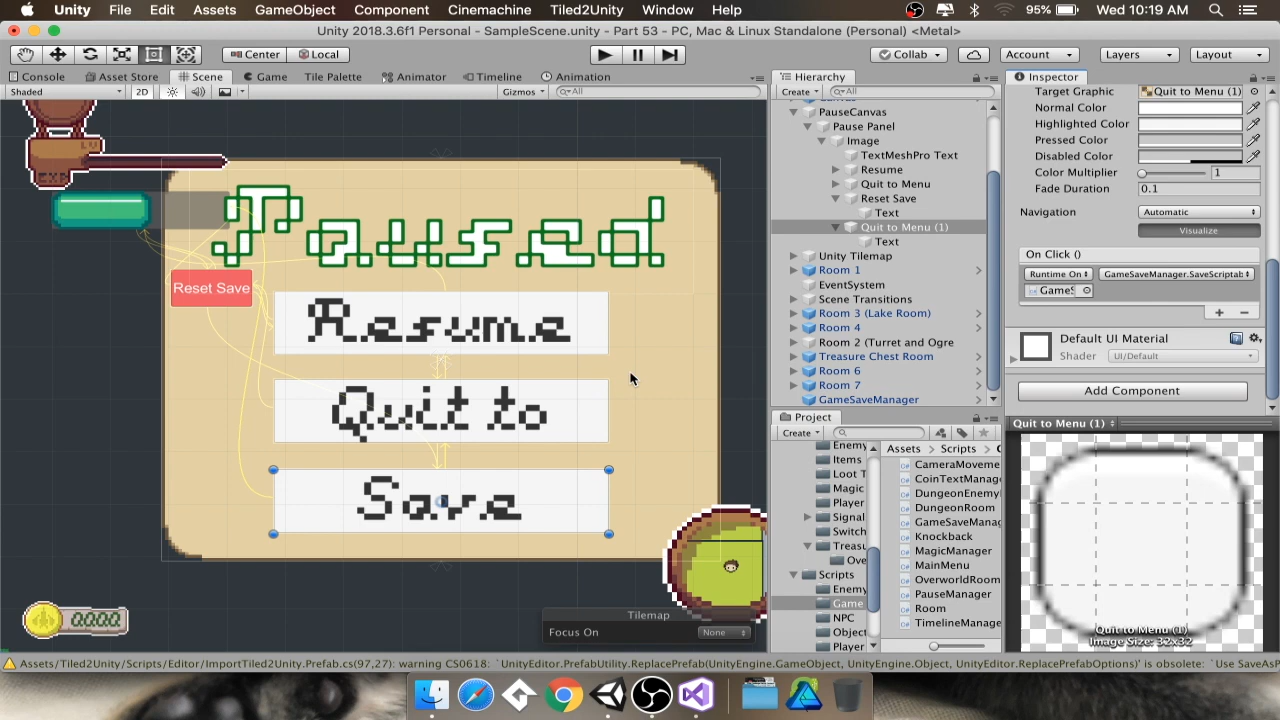 Unity File Edit Assets GameObject Component Cinemachine Tiled2Unity Window Help 95% Wed 10:19 AM
Unity 2018.3.6f1 Personal - SampleScene.unity - Part 53 - PC, Mac & Linux Standalone (Personal) <Metal>
Center Local Collab Account Layers Layout
Console Asset Store Scene Game Tile Palette Animator Timeline Animation
Shaded 2D Gizmos All
Paused
Reset Save
Resume
Quit to
Save
LV
EXP
0000
Tilemap
Focus On None
Hierarchy
Create All
PauseCanvas
Pause Panel
Image
TextMeshPro Text
Resume
Quit to Menu
Reset Save
Text
Quit to Menu (1)
Text
Unity Tilemap
Room 1
EventSystem
Scene Transitions
Room 3 (Lake Room)
Room 4
Room 2 (Turret and Ogre
Treasure Chest Room
Room 6
Room 7
GameSaveManager
Project
Create
Enemy
Items
Loot T
Magic
Player
Signal
Switch
Treasu
Ove
Scripts
Enemy
Game
NPC
Object
Player
Assets Scripts
CameraMoveme
CoinTextManag
DungeonEnemy
DungeonRoom
GameSaveManag
Knockback
MagicManager
MainMenu
OverworldRoom
PauseManager
Room
TimelineManage
Inspector
Target Graphic Quit to Menu (1)
Normal Color
Highlighted Color
Pressed Color
Disabled Color
Color Multiplier 1
Fade Duration 0.1
Navigation Automatic
Visualize
On Click ()
Runtime On GameSaveManager.SaveScriptab
GameS
Default UI Material
Shader UI/Default
Add Component
Quit to Menu (1)
Quit to Menu (1)
Image Size: 32x32
Assets/Tiled2Unity/Scripts/Editor/ImportTiled2Unity.Prefab.cs(97,27): warning CS0618: `UnityEditor.PrefabUtility.ReplacePrefab(UnityEngine.GameObject, UnityEngine.Object, UnityEditor.ReplacePrefabOptions)' is obsolete: `Use SaveAsP